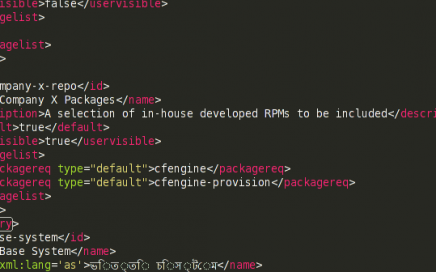 isible>false</uservisible>
gelist>
agelist>
>
mpany-x-repo</id>
Company X Packages</name>
iption>A selection of in-house developed RPMs to be included</descri
lt>true</default>
isible>true</uservisible>
gelist>
ckagereq type="default">cfengine</packagereq>
ckagereq type="default">cfengine-provision</packagereq>
agelist>
>
ry>
se-system</id>
Base System</name>
xml:lang='as'>ভিত্তি চিস্টেম</name>